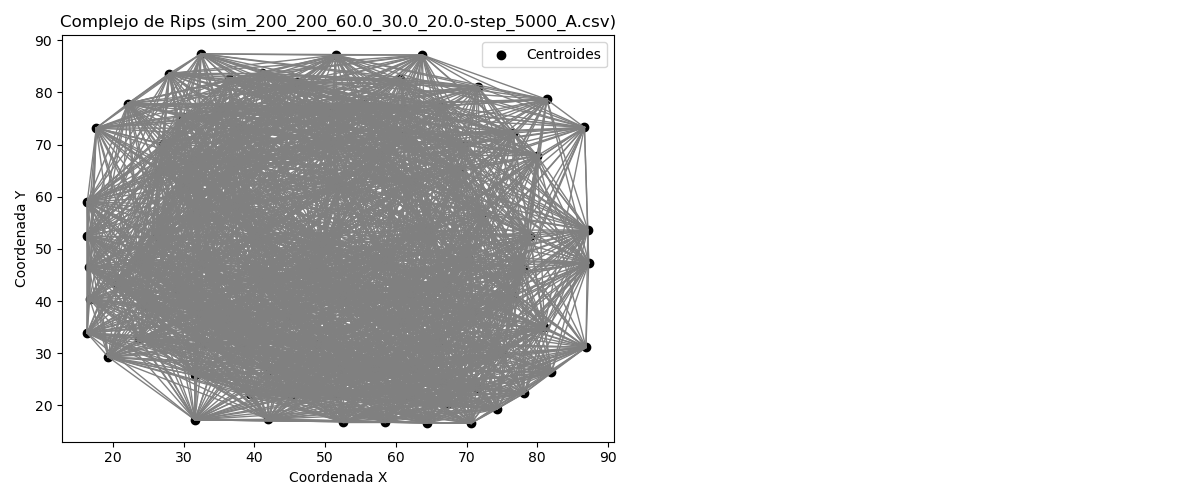 Complejo de Rips (sim_200_200_60.0_30.0_20.0-step_5000_A.csv)
Centroides
90
80
70
60
50
40
30
20
Coordenada Y
20 30 40 50 60 70 80 90
Coordenada X